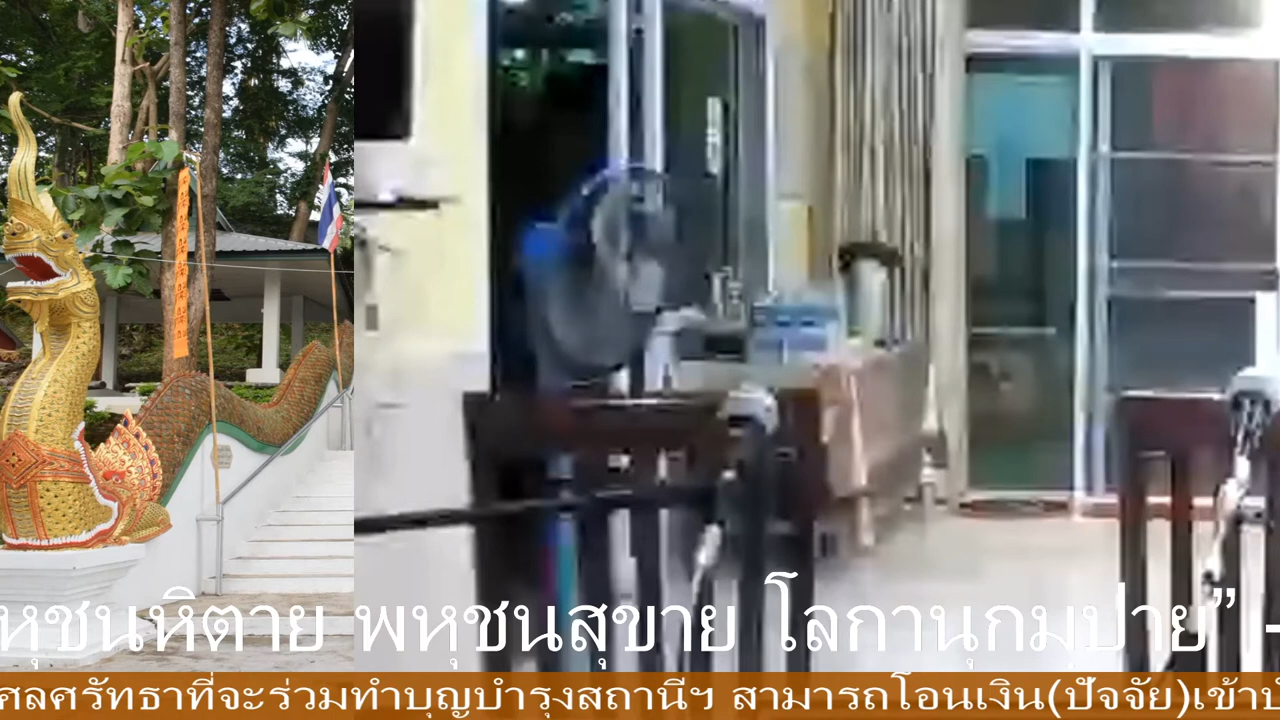 หุชนหิตาย พหุชนสุขาย โลกานุกมฺปาย” -
ศลศรัทธาที่จะร่วมทำบุญบำรุงสถานีฯ สามารถโอนเงิน(ปัจจัย)เข้าบ